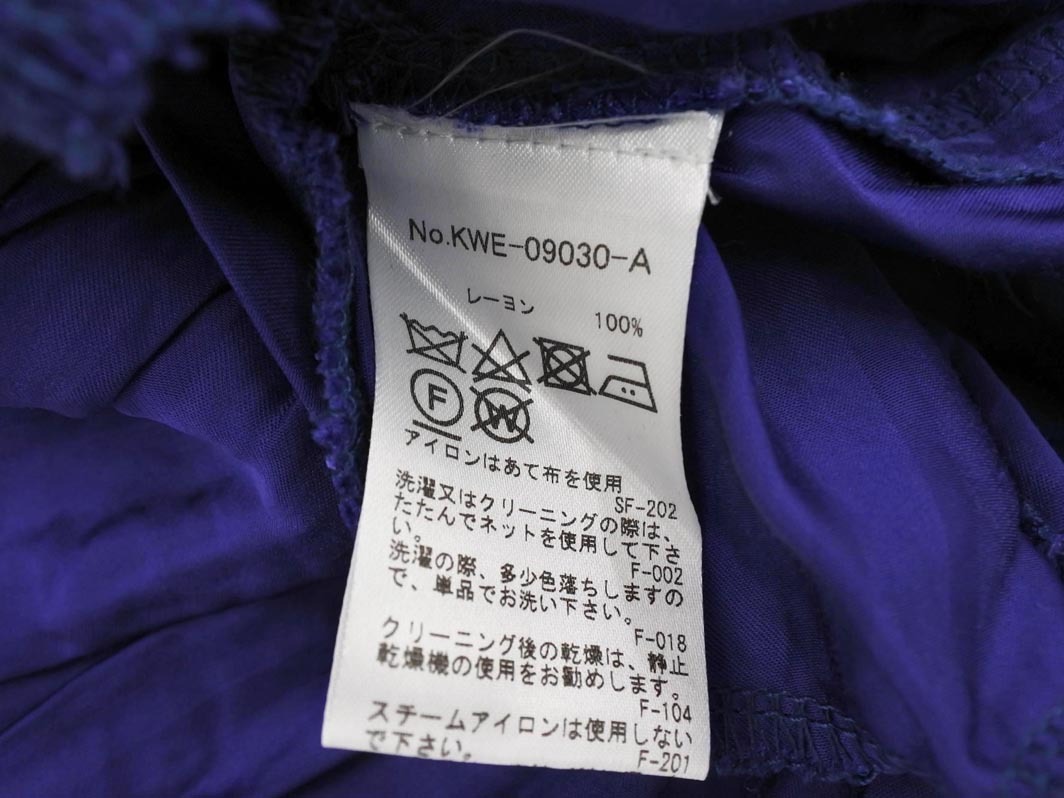 No.KWE-09030-A
レーヨン 100%
F W
アイロンはあて布を使用
SF-202
洗濯又はクリーニングの際は、
たたんでネットを使用して下さ
い。
F-002
洗濯の際、多少色落ちしますの
で、単品でお洗い下さい。
F-018
クリーニング後の乾燥は、静止
乾燥機の使用をお勧めします。
F-104
スチームアイロンは使用しない
で下さい。
F-201